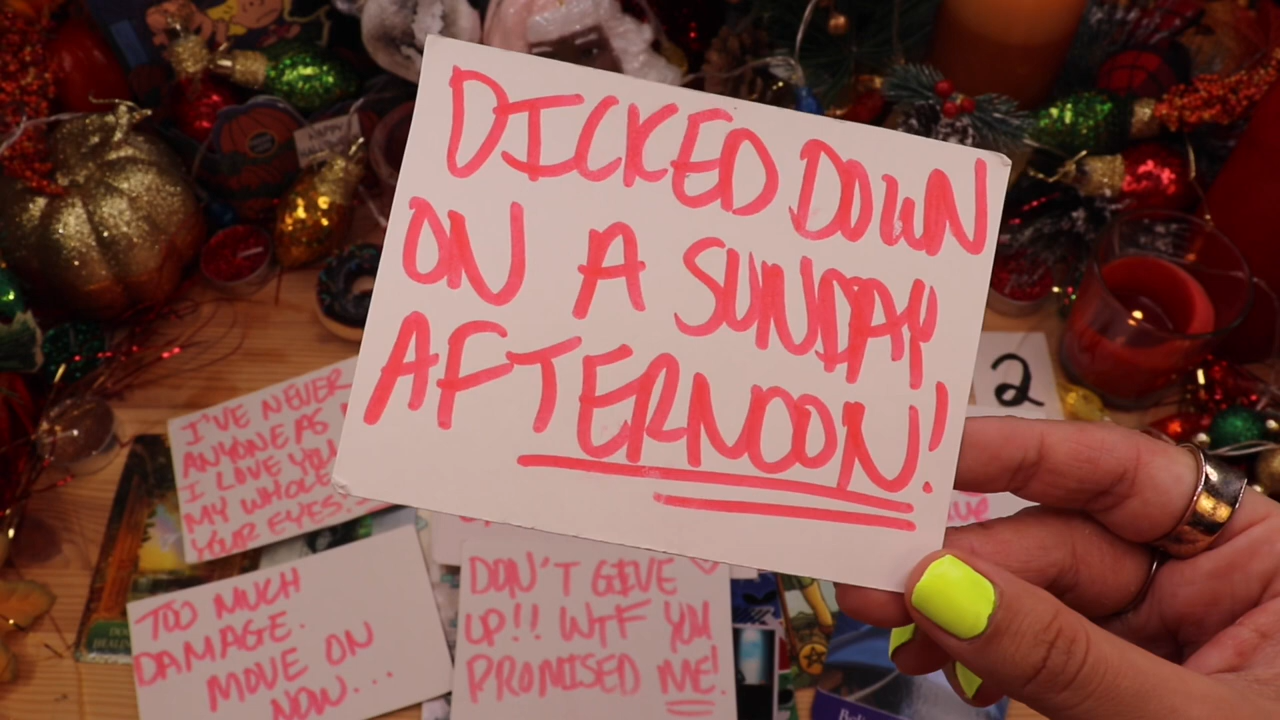 DICKED DOWN
ON A SUNDAY
AFTERNOON!
2
I'VE NEVER
ANYONE AS
I LOVE YOU
MY WHOLE
YOUR EYES.
TOO MUCH
DAMAGE.
MOVE ON
NOW...
DON'T GIVE
UP!! WTF YOU
PROMISED ME!
HAPPY